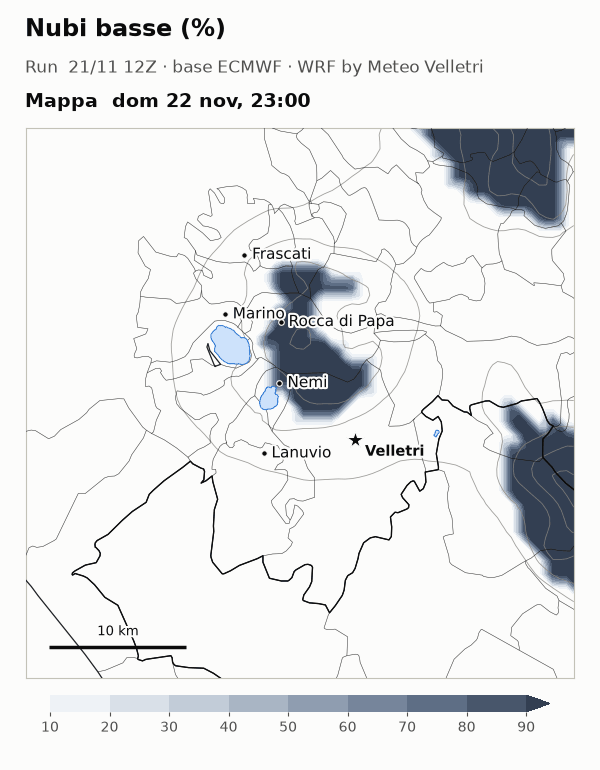 Nubi basse (%)
Run  21/11 12Z · base ECMWF · WRF by Meteo Velletri
Mappa  dom 22 nov, 23:00
Frascati
Marino
Rocca di Papa
Nemi
Velletri
Lanuvio
10 km
10 20 30 40 50 60 70 80 90